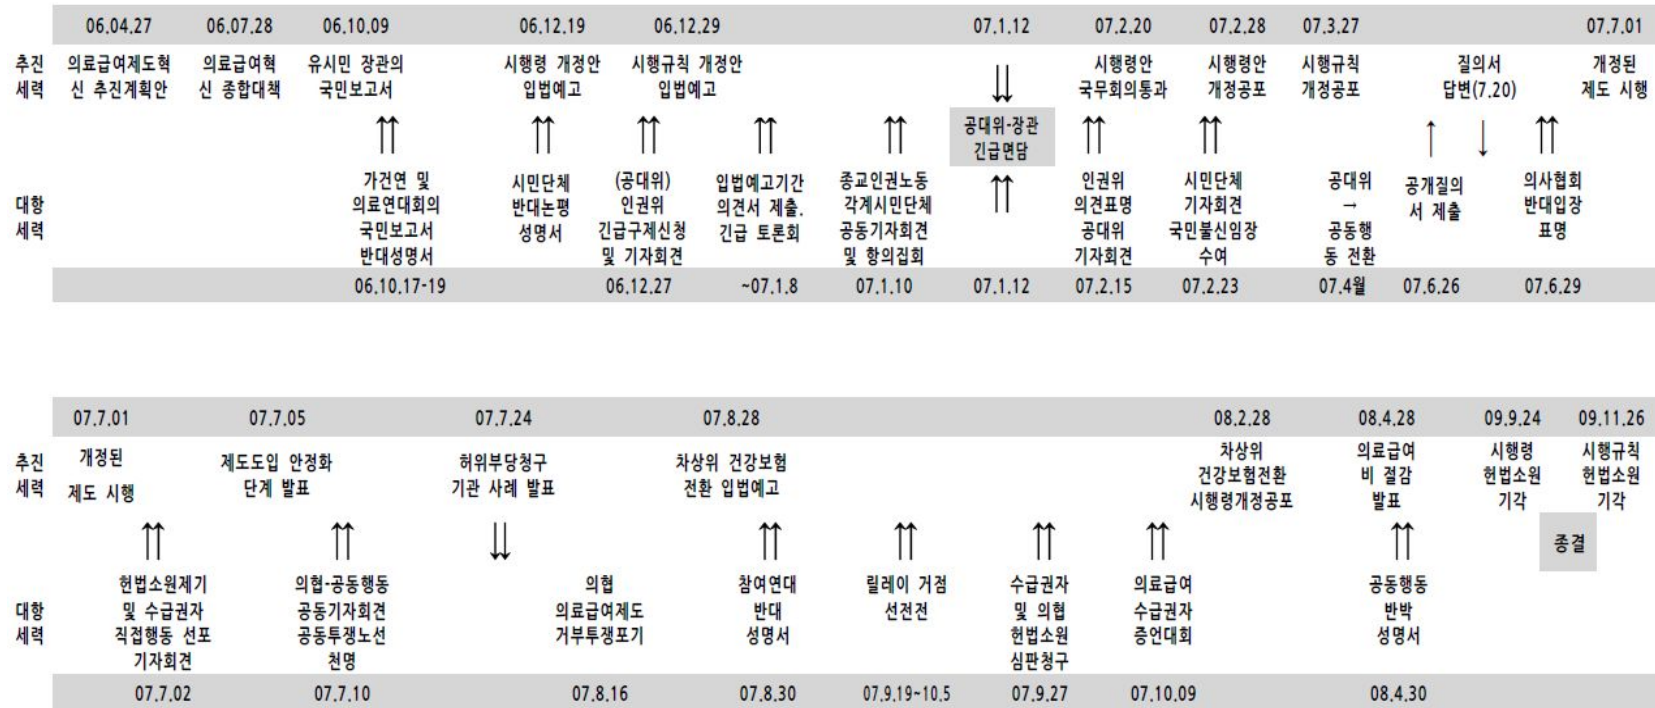 06.04.27 06.07.28 06.10.09 06.12.19 06.12.29 07.1.12 07.2.20 07.2.28 07.3.27 07.7.01
추진
세력
의료급여제도혁
신 추진계획안
의료급여혁
신 종합대책
유시민 장관의
국민보고서
시행령 개정안
입법예고
시행규칙 개정안
입법예고
⇊
시행령안
국무회의통과
시행령안
개정공포
시행규칙
개정공포
질의서
답변(7.20)
개정된
제도 시행
⇈ ⇈ ⇈ ⇈ ⇈
공대위-장관
긴급면담
⇈ ⇈ ↑ ↓ ⇈
대항
세력
가건연 및
의료연대회의
국민보고서
반대성명서
시민단체
반대논평
성명서
(공대위)
인권위
긴급구제신청
및 기자회견
입법예고기간
의견서 제출.
긴급 토론회
종교인권노동
각계시민단체
공동기자회견
및 항의집회
⇈
인권위
의견표명
공대위
기자회견
시민단체
기자회견
국민불신임장
수여
공대위
→
공동행
동 전환
공개질의
서 제출
의사협회
반대입장
표명
06.10.17-19 06.12.27 ~07.1.8 07.1.10 07.1.12 07.2.15 07.2.23 07.4월 07.6.26 07.6.29
07.7.01 07.7.05 07.7.24 07.8.28 08.2.28 08.4.28 09.9.24 09.11.26
추진
세력
개정된
제도 시행
제도도입 안정화
단계 발표
허위부당청구
기관 사례 발표
차상위 건강보험
전환 입법예고
차상위
건강보험전환
시행령개정공포
의료급여
비 절감
발표
시행령
헌법소원
기각
시행규칙
헌법소원
기각
⇈ ⇈ ⇊ ⇈ ⇈ ⇈ ⇈ ⇈
종결
대항
세력
헌법소원제기
및 수급권자
직접행동 선포
기자회견
의협-공동행동
공동기자회견
공동투쟁노선
천명
의협
의료급여제도
거부투쟁포기
참여연대
반대
성명서
릴레이 거점
선전전
수급권자
및 의협
헌법소원
심판청구
의료급여
수급권자
증언대회
공동행동
반박
성명서
07.7.02 07.7.10 07.8.16 07.8.30 07.9.19~10.5 07.9.27 07.10.09 08.4.30